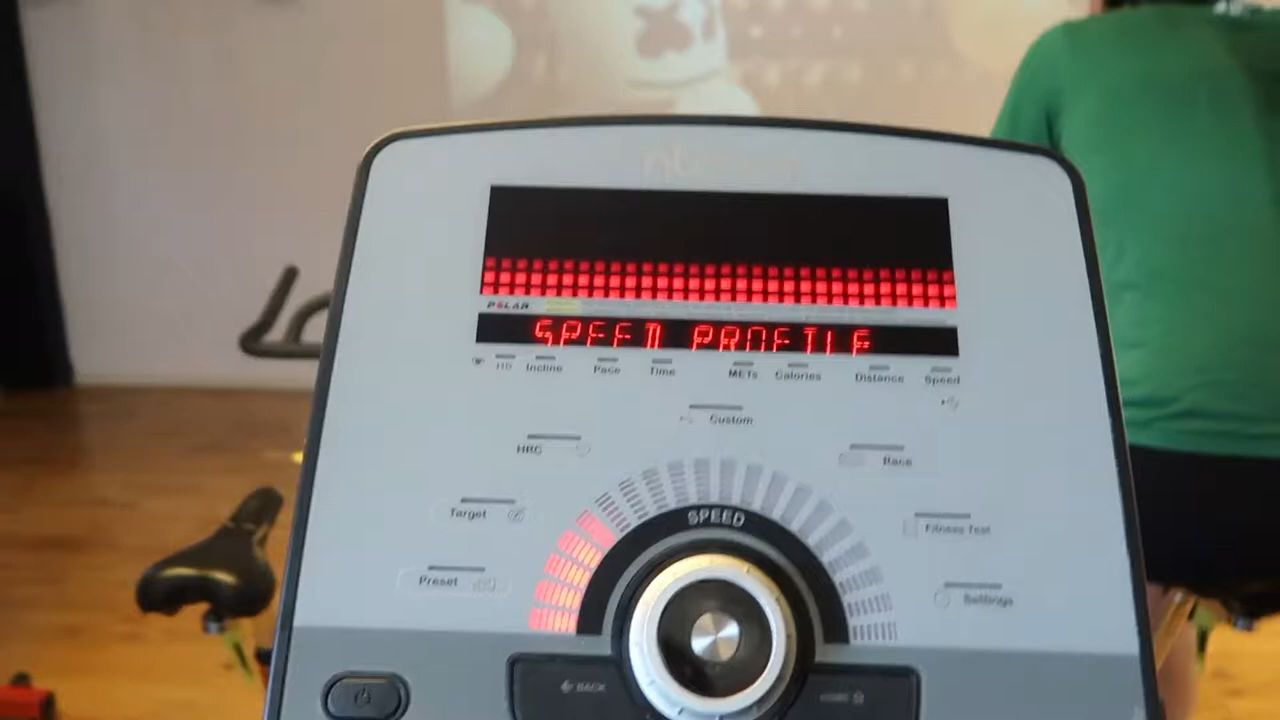 POLAR
SPEED PROFILE
Incline Pace Time METs Calories Distance Speed
Custom
HRC
Race
Target
SPEED
Fitness Test
Preset
Settings
BACK